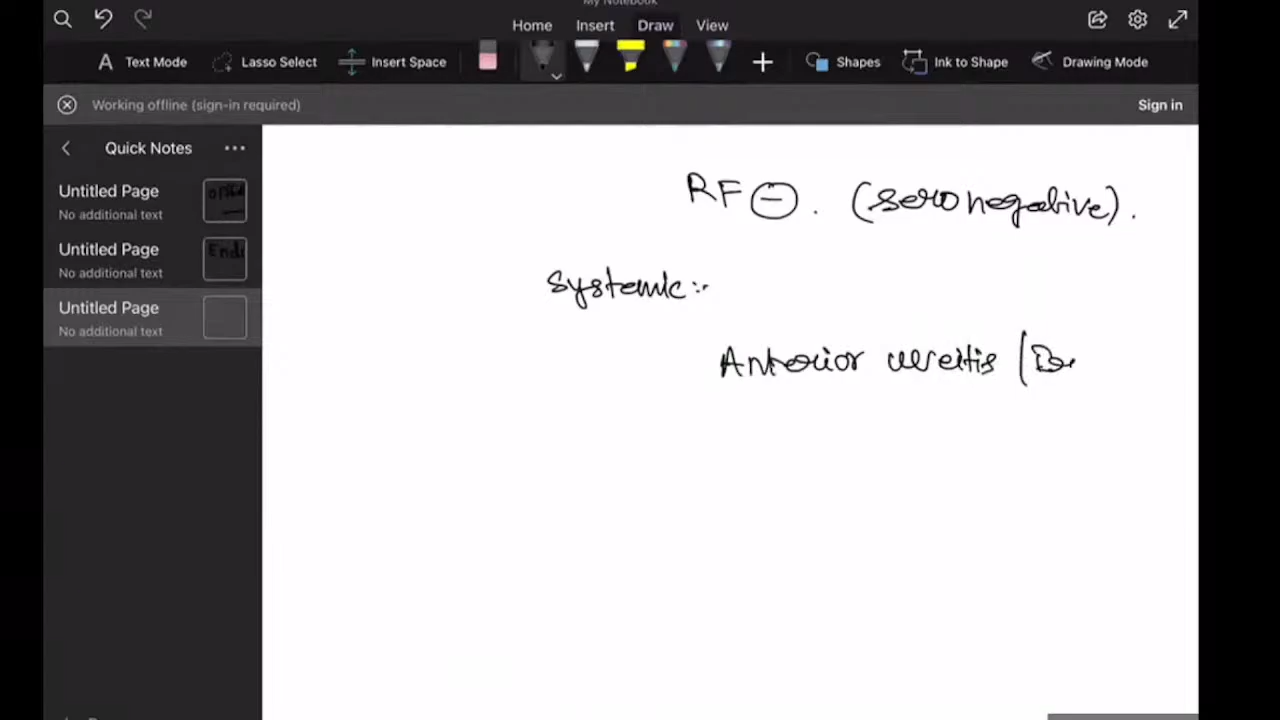 My Notebook
Home Insert Draw View
Text Mode Lasso Select Insert Space Shapes Ink to Shape Drawing Mode
Working offline (sign-in required) Sign in
Quick Notes
Untitled Page
No additional text
Untitled Page
No additional text
Untitled Page
No additional text
RF ⊖. (seronegative).
Systemic :-
Anterior uveitis (